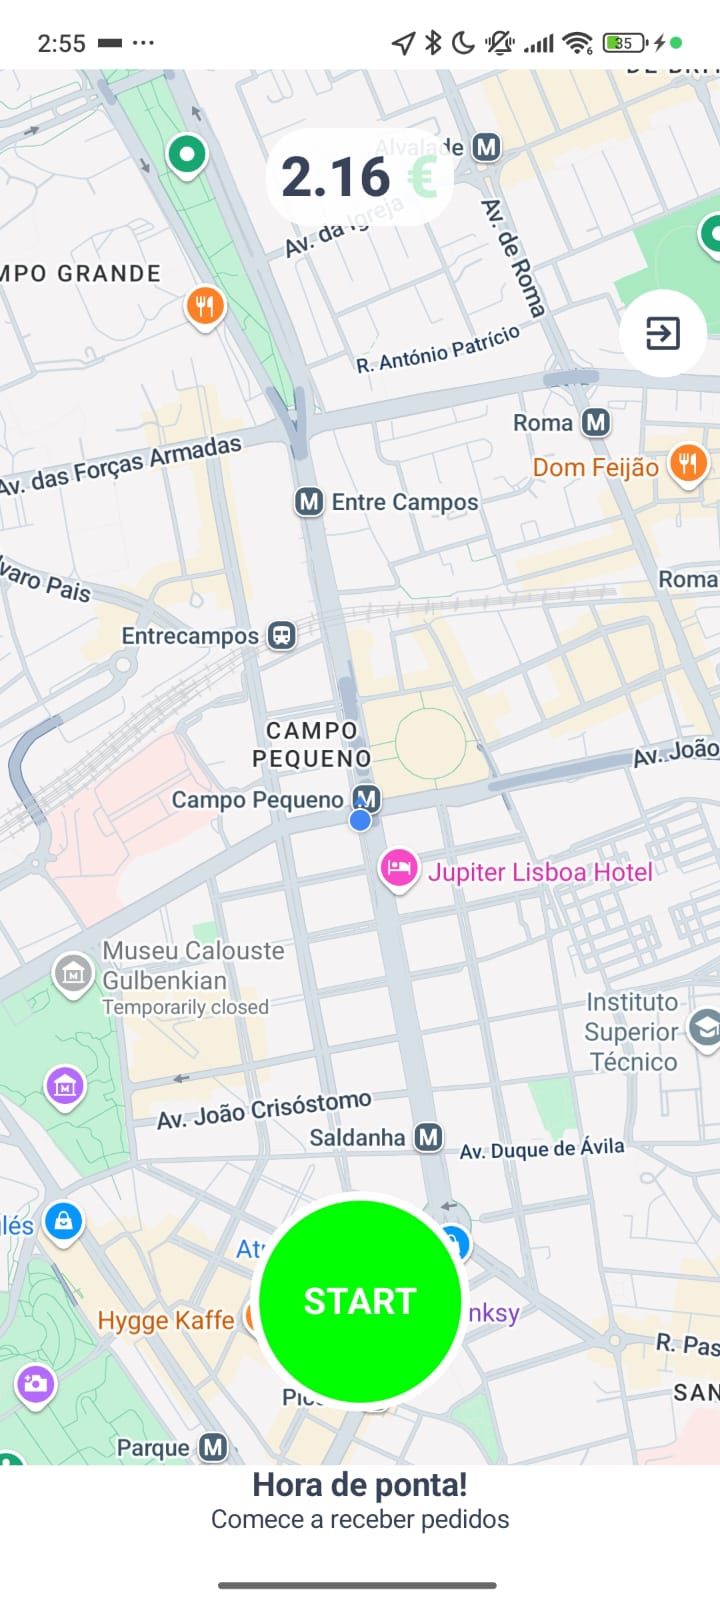 2:55
35
Alvalade M
2.16 €
Av. da Igreja
Av. de Roma
MPO GRANDE
R. António Patrício
Roma M
Av. das Forças Armadas
Dom Feijão
M Entre Campos
varo Pais
Roma
Entrecampos
CAMPO
PEQUENO
Av. João
Campo Pequeno M
Jupiter Lisboa Hotel
Museu Calouste
Gulbenkian
Temporarily closed
Instituto
Superior
Técnico
Av. João Crisóstomo
Saldanha M
Av. Duque de Ávila
lés
START
Hygge Kaffe
nksy
R. Pas
SAN
Parque M
Hora de ponta!
Comece a receber pedidos